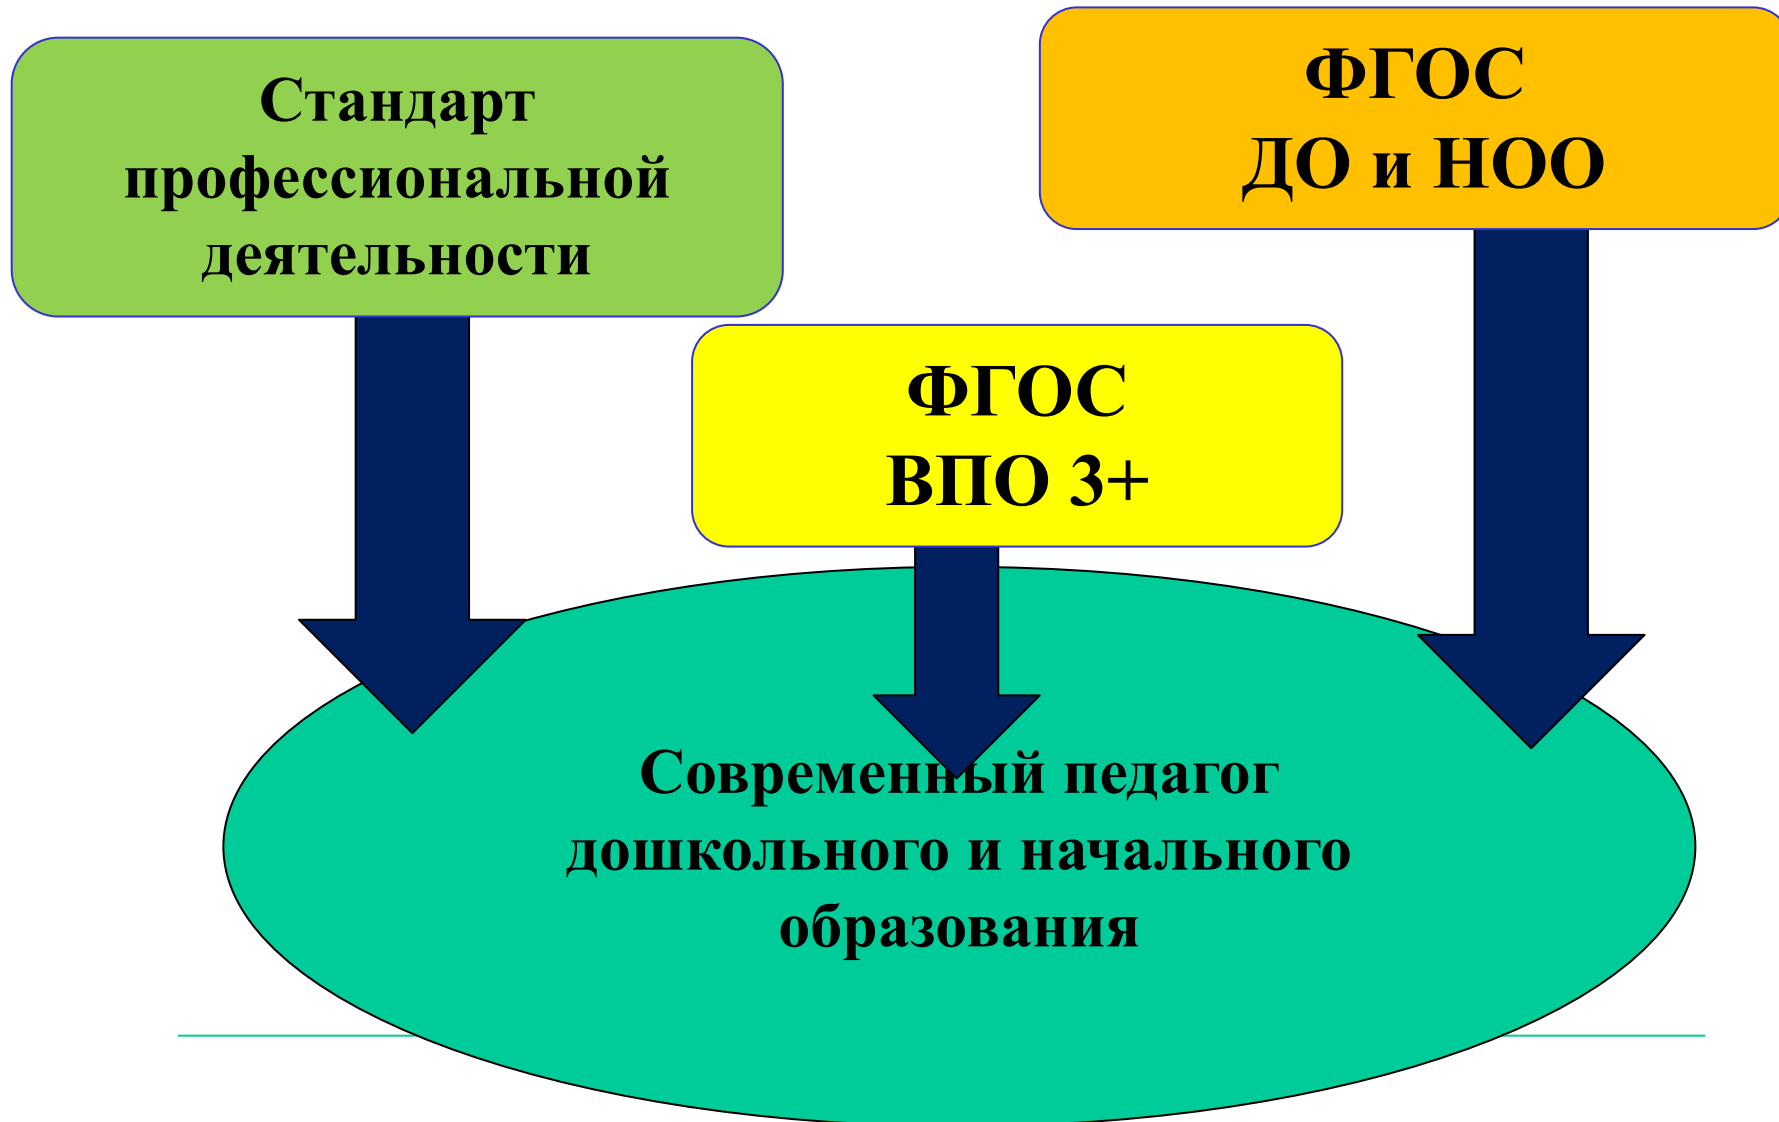 Стандарт
профессиональной
деятельности
ФГОС
ДО и НОО
ФГОС
ВПО 3+
Современный педагог
дошкольного и начального
образования